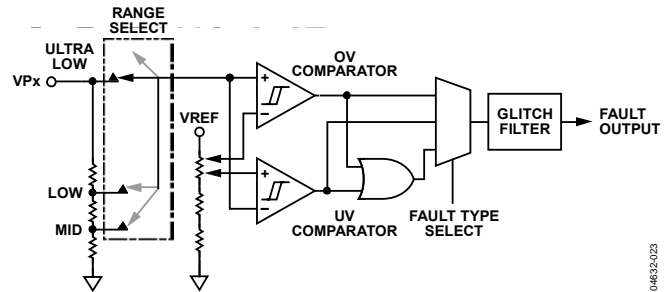 RANGE
SELECT
ULTRA
LOW
VPx
LOW
MID
VREF
+
–
OV
COMPARATOR
+
–
UV
COMPARATOR
FAULT TYPE
SELECT
GLITCH
FILTER
FAULT
OUTPUT
04632-023